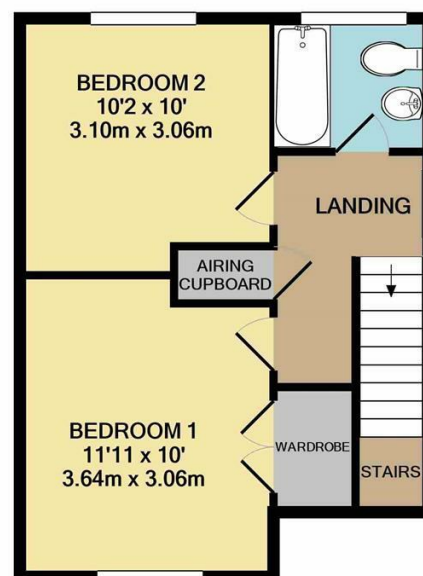 BEDROOM 2
10'2 x 10'
3.10m x 3.06m
LANDING
AIRING
CUPBOARD
BEDROOM 1
11'11 x 10'
3.64m x 3.06m
WARDROBE
STAIRS